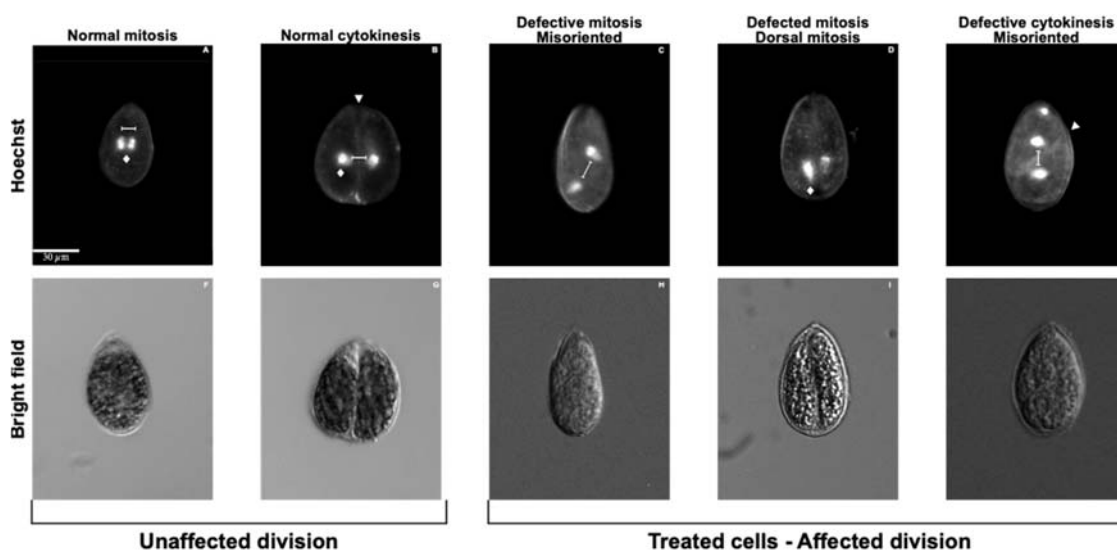 Normal mitosis
Normal cytokinesis
Defective mitosis
Misoriented
Defected mitosis
Dorsal mitosis
Defective cytokinesis
Misoriented
Hoechst
A
B
C
D
E
30 µm
Bright field
F
G
H
I
Unaffected division
Treated cells - Affected division